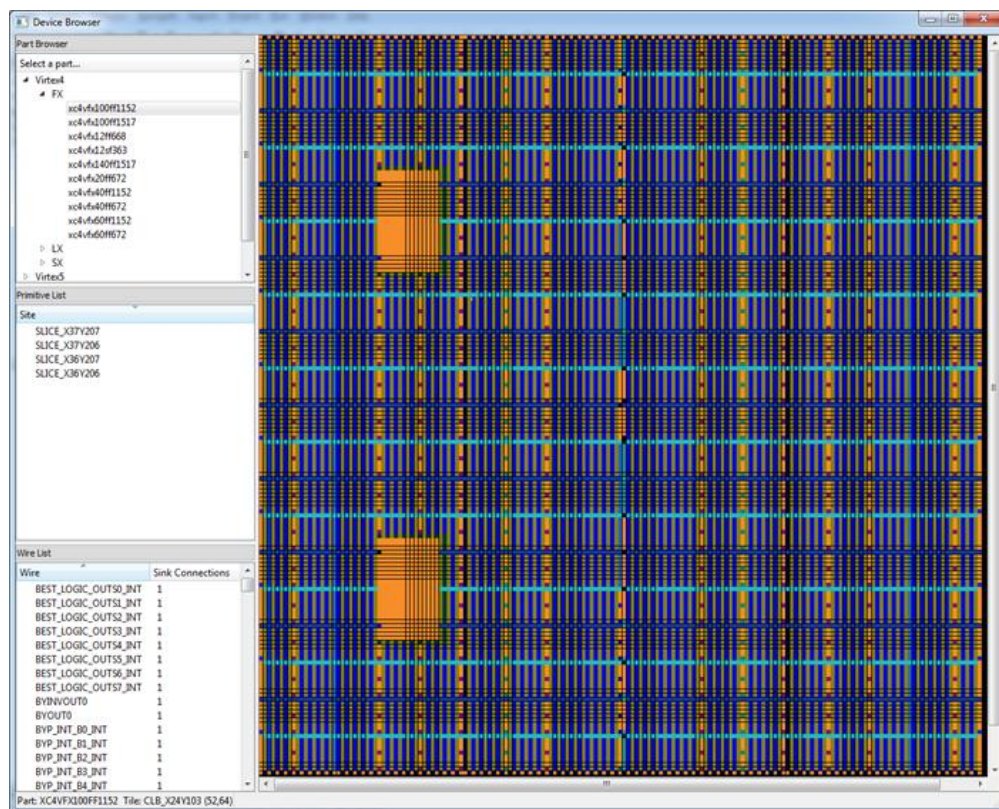 Device Browser
Part Browser
Select a part...
Virtex4
FX
xc4vfx100ff1152
xc4vfx100ff1517
xc4vfx12ff668
xc4vfx12sf363
xc4vfx140ff1517
xc4vfx20ff672
xc4vfx40ff1152
xc4vfx40ff672
xc4vfx60ff1152
xc4vfx60ff672
LX
SX
Virtex5
Primitive List
Site
SLICE_X37Y207
SLICE_X37Y206
SLICE_X36Y207
SLICE_X36Y206
Wire List
Wire Sink Connections
BEST_LOGIC_OUTS0_INT 1
BEST_LOGIC_OUTS1_INT 1
BEST_LOGIC_OUTS2_INT 1
BEST_LOGIC_OUTS3_INT 1
BEST_LOGIC_OUTS4_INT 1
BEST_LOGIC_OUTS5_INT 1
BEST_LOGIC_OUTS6_INT 1
BEST_LOGIC_OUTS7_INT 1
BYINVOUT0 1
BYOUT0 1
BYP_INT_B0_INT 1
BYP_INT_B1_INT 1
BYP_INT_B2_INT 1
BYP_INT_B3_INT 1
BYP_INT_B4_INT 1
Part: XC4VFX100FF1152 Tile: CLB_X24Y103 (52,64)